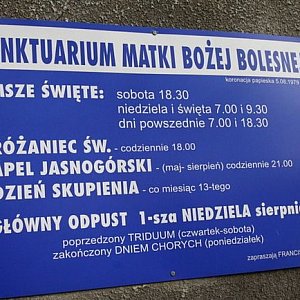 NKTUARIUM MATKI BOŻEJ BOLESNE
koronacja papieska 5.08.1979
MSZE ŚWIĘTE: sobota 18.30
niedziela i święta 7.00 i 9.30
dni powszednie 7.00 i 18.30
RÓŻANIEC ŚW. - codziennie 18.00
APEL JASNOGÓRSKI - (maj- sierpień) codziennie 21.00
DZIEŃ SKUPIENIA - co miesiąc 13-tego
GŁÓWNY ODPUST 1-sza NIEDZIELA sierpni
poprzedzony TRIDUUM (czwartek-sobota)
zakończony DNIEM CHORYCH (poniedziałek)
zapraszają FRANCI